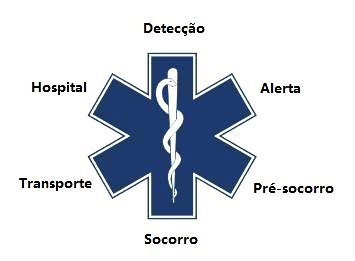 Detecção
Hospital
Alerta
Transporte
Pré-socorro
Socorro